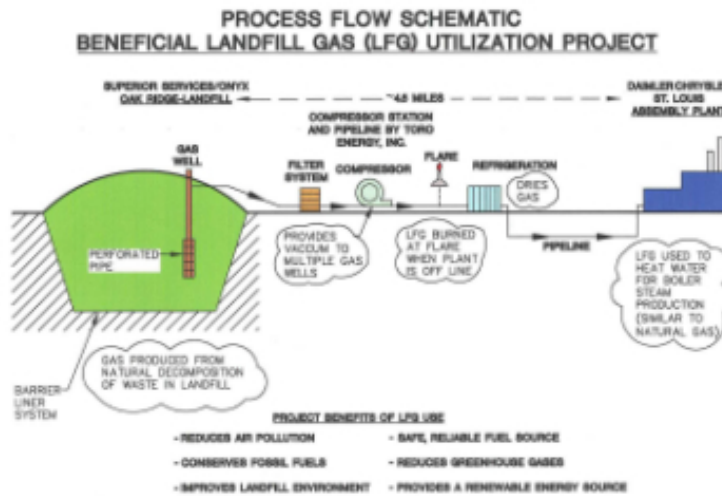 PROCESS FLOW SCHEMATIC
BENEFICIAL LANDFILL GAS (LFG) UTILIZATION PROJECT
SUPERIOR SERVICES/ONYX
OAK RIDGE-LANDFILL
~4.5 MILES
DAIMLER CHRYSLER
ST. LOUIS
ASSEMBLY PLANT
COMPRESSOR STATION
AND PIPELINE BY TORO
ENERGY, INC.
GAS
WELL
FILTER
SYSTEM
COMPRESSOR
FLARE
REFRIGERATION
DRIES
GAS
PERFORATED
PIPE
PROVIDES
VACUUM TO
MULTIPLE GAS
WELLS
LFG BURNED
AT FLARE
WHEN PLANT
IS OFF LINE
PIPELINE
LFG USED TO
HEAT WATER
FOR BOILER
STEAM
PRODUCTION
(SIMILAR TO
NATURAL GAS)
GAS PRODUCED FROM
NATURAL DECOMPOSITION
OF WASTE IN LANDFILL
BARRIER
LINER
SYSTEM
PROJECT BENEFITS OF LFG USE
- REDUCES AIR POLLUTION
- SAFE, RELIABLE FUEL SOURCE
- CONSERVES FOSSIL FUELS
- REDUCES GREENHOUSE GASES
- IMPROVES LANDFILL ENVIRONMENT
- PROVIDES A RENEWABLE ENERGY SOURCE